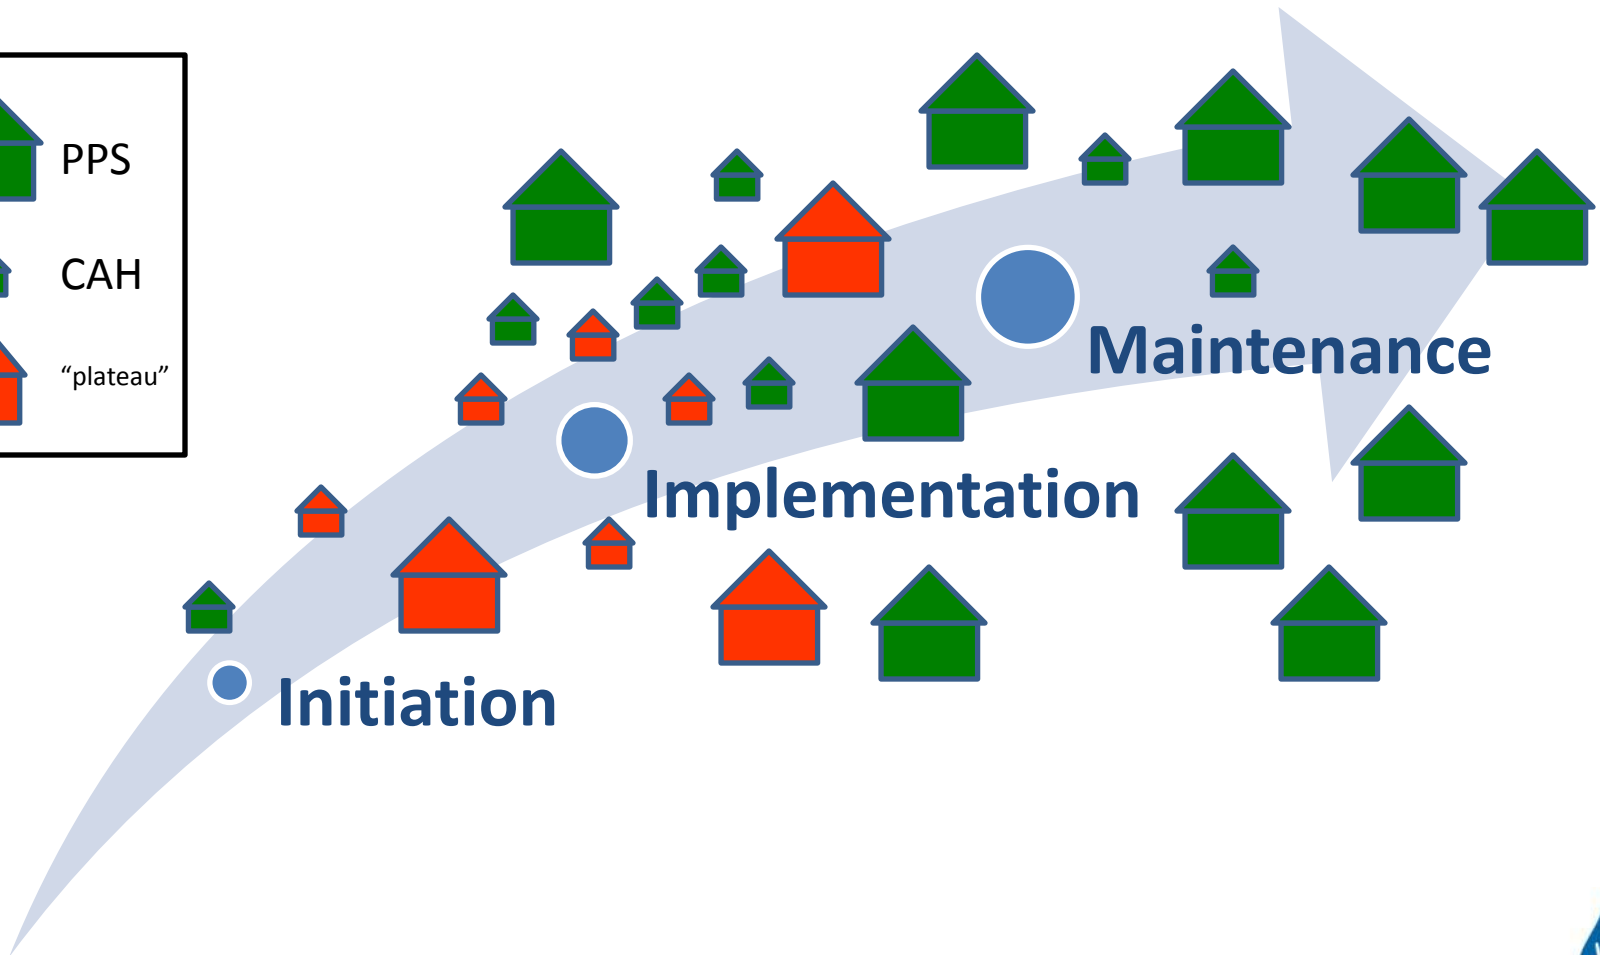 PPS
CAH
“plateau”
Maintenance
Implementation
Initiation